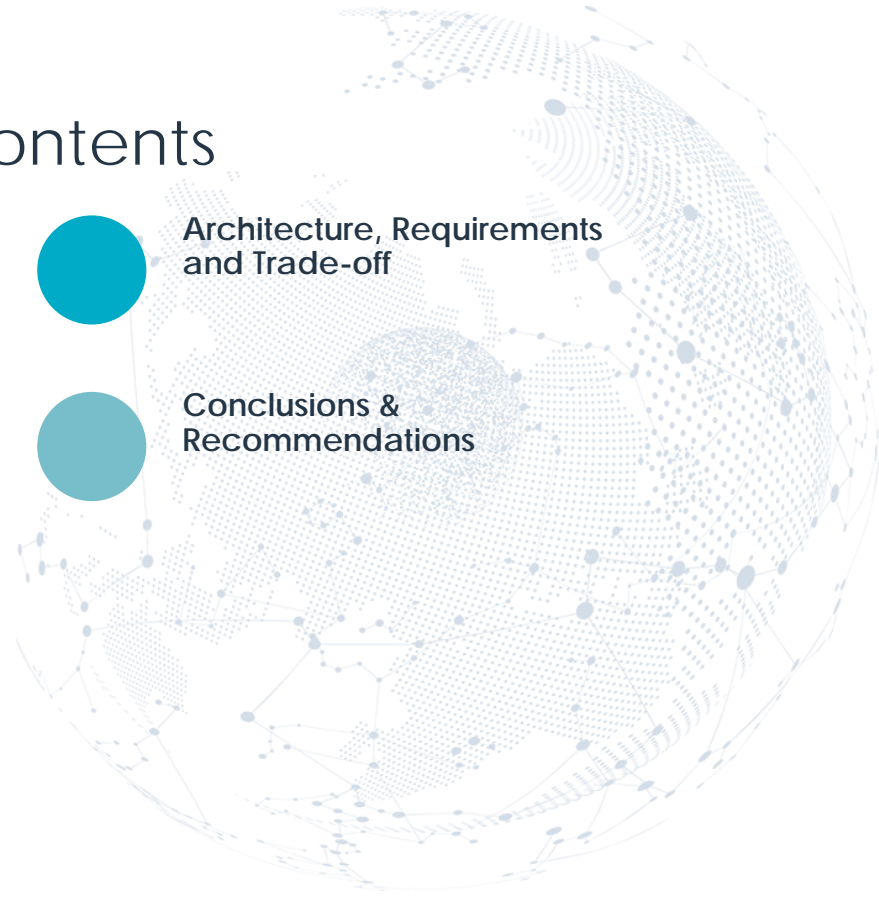 ontents
Architecture, Requirements
and Trade-off
Conclusions &
Recommendations